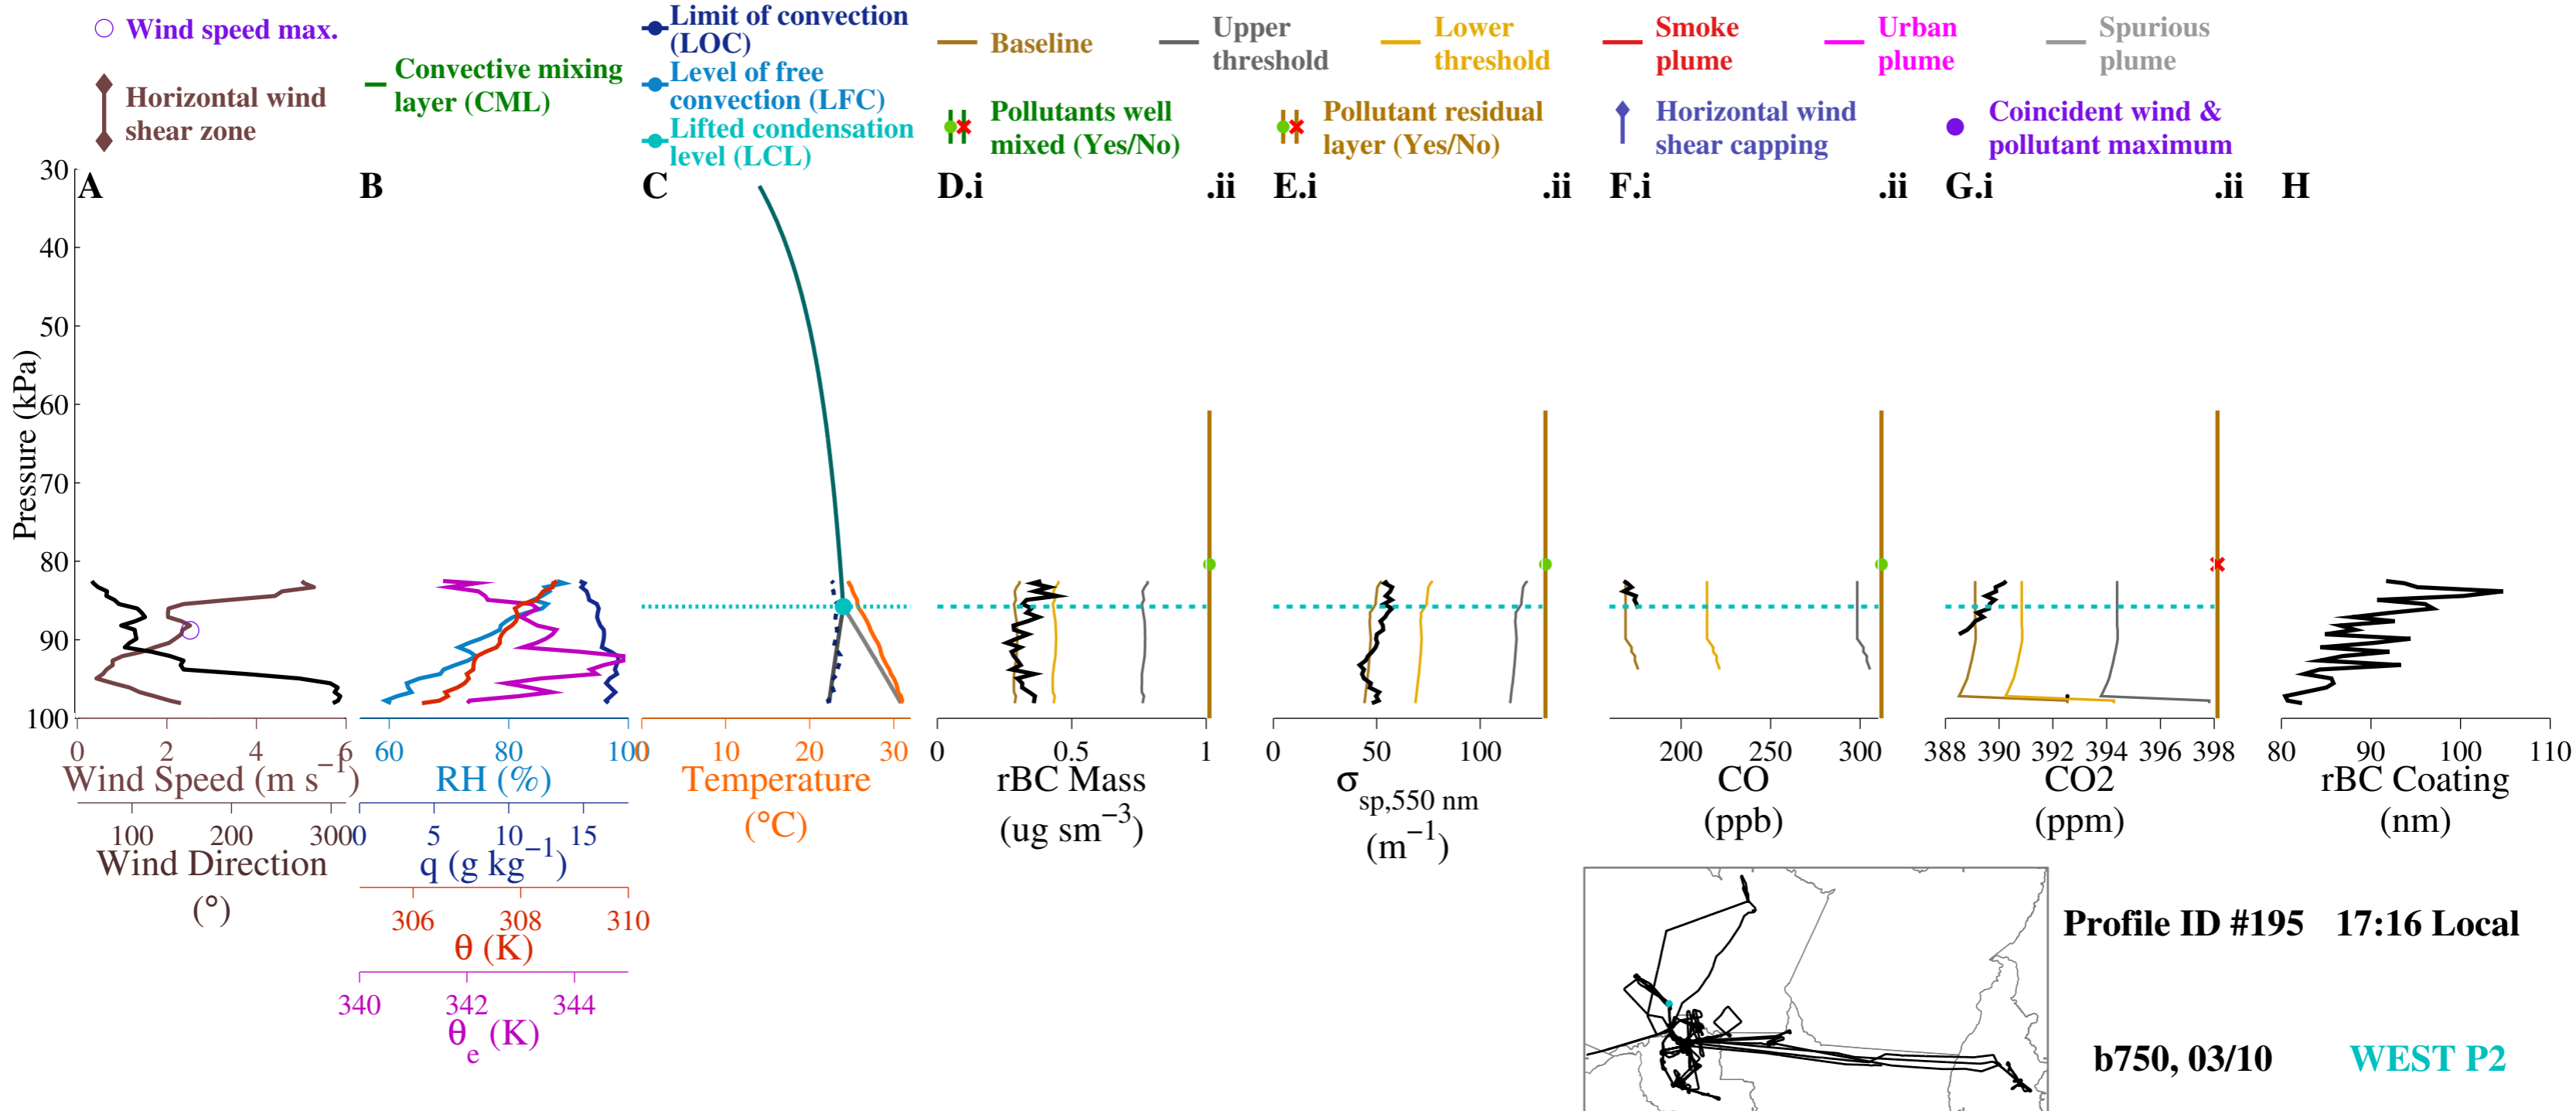 Wind speed max.
Horizontal wind
shear zone
Convective mixing
layer (CML)
Limit of convection
(LOC)
Level of free
convection (LFC)
Lifted condensation
level (LCL)
Baseline
Upper
threshold
Lower
threshold
Smoke
plume
Urban
plume
Spurious
plume
Pollutants well
mixed (Yes/No)
Pollutant residual
layer (Yes/No)
Horizontal wind
shear capping
Coincident wind &
pollutant maximum
A B C D.i .ii E.i .ii F.i .ii G.i .ii H
Pressure (kPa)
30
40
50
60
70
80
90
100
0 2 4 6
Wind Speed (m s−1)
100 200 300
Wind Direction
(°)
60 80 100
RH (%)
0 5 10 15
q (g kg−1)
306 308 310
θ (K)
340 342 344
θe (K)
0 10 20 30
Temperature
(°C)
0 0.5 1
rBC Mass
(ug sm−3)
0 50 100
σsp,550 nm
(m−1)
200 250 300
CO
(ppb)
388 390 392 394 396 398
CO2
(ppm)
80 90 100 110
rBC Coating
(nm)
Profile ID #195 17:16 Local
b750, 03/10 WEST P2